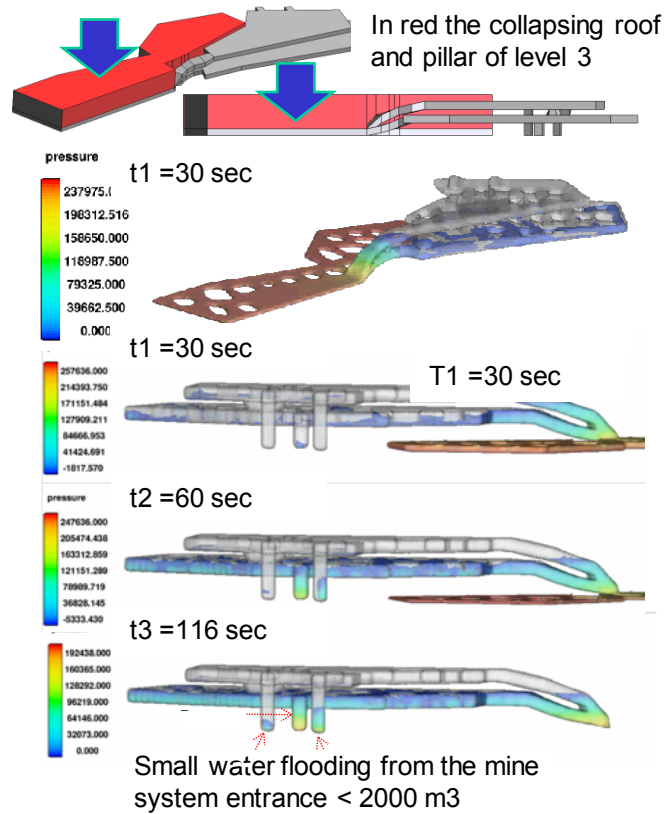 In red the collapsing roof
and pillar of level 3
pressure
t1 =30 sec
237975.(
198312.516
158650.000
118987.500
79325.000
39662.500
0.000
t1 =30 sec
T1 =30 sec
257636.000
214393.750
171151.484
127909.211
84666.953
41424.691
-1817.570
pressure
t2 =60 sec
247636.000
205474.438
163312.859
121151.289
78989.719
36828.145
-5333.430
t3 =116 sec
192438.000
160365.000
128292.000
96219.000
64146.000
32073.000
0.000
Small water flooding from the mine
system entrance < 2000 m3